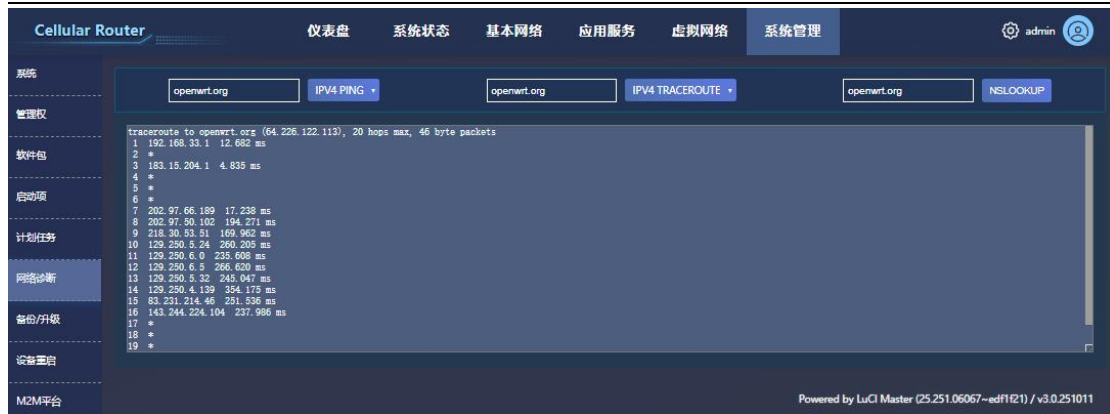 Cellular Router 仪表盘 系统状态 基本网络 应用服务 虚拟网络 系统管理 admin
系统
管理权
软件包
启动项
计划任务
网络诊断
备份/升级
设备重启
M2M平台
openwrt.org IPV4 PING openwrt.org IPV4 TRACEROUTE openwrt.org NSLOOKUP
traceroute to openwrt.org (64.226.122.113), 20 hops max, 46 byte packets
1 192.168.33.1 12.682 ms
2 *
3 183.15.204.1 4.835 ms
4 *
5 *
6 *
7 202.97.66.189 17.238 ms
8 202.97.50.102 194.271 ms
9 218.30.53.51 169.962 ms
10 129.250.5.24 260.205 ms
11 129.250.6.0 235.608 ms
12 129.250.6.5 266.620 ms
13 129.250.5.32 245.047 ms
14 129.250.4.139 354.175 ms
15 83.231.214.46 251.536 ms
16 143.244.224.104 237.986 ms
17 *
18 *
19 *
Powered by LuCI Master (25.251.06067~edf1f21) / v3.0.251011